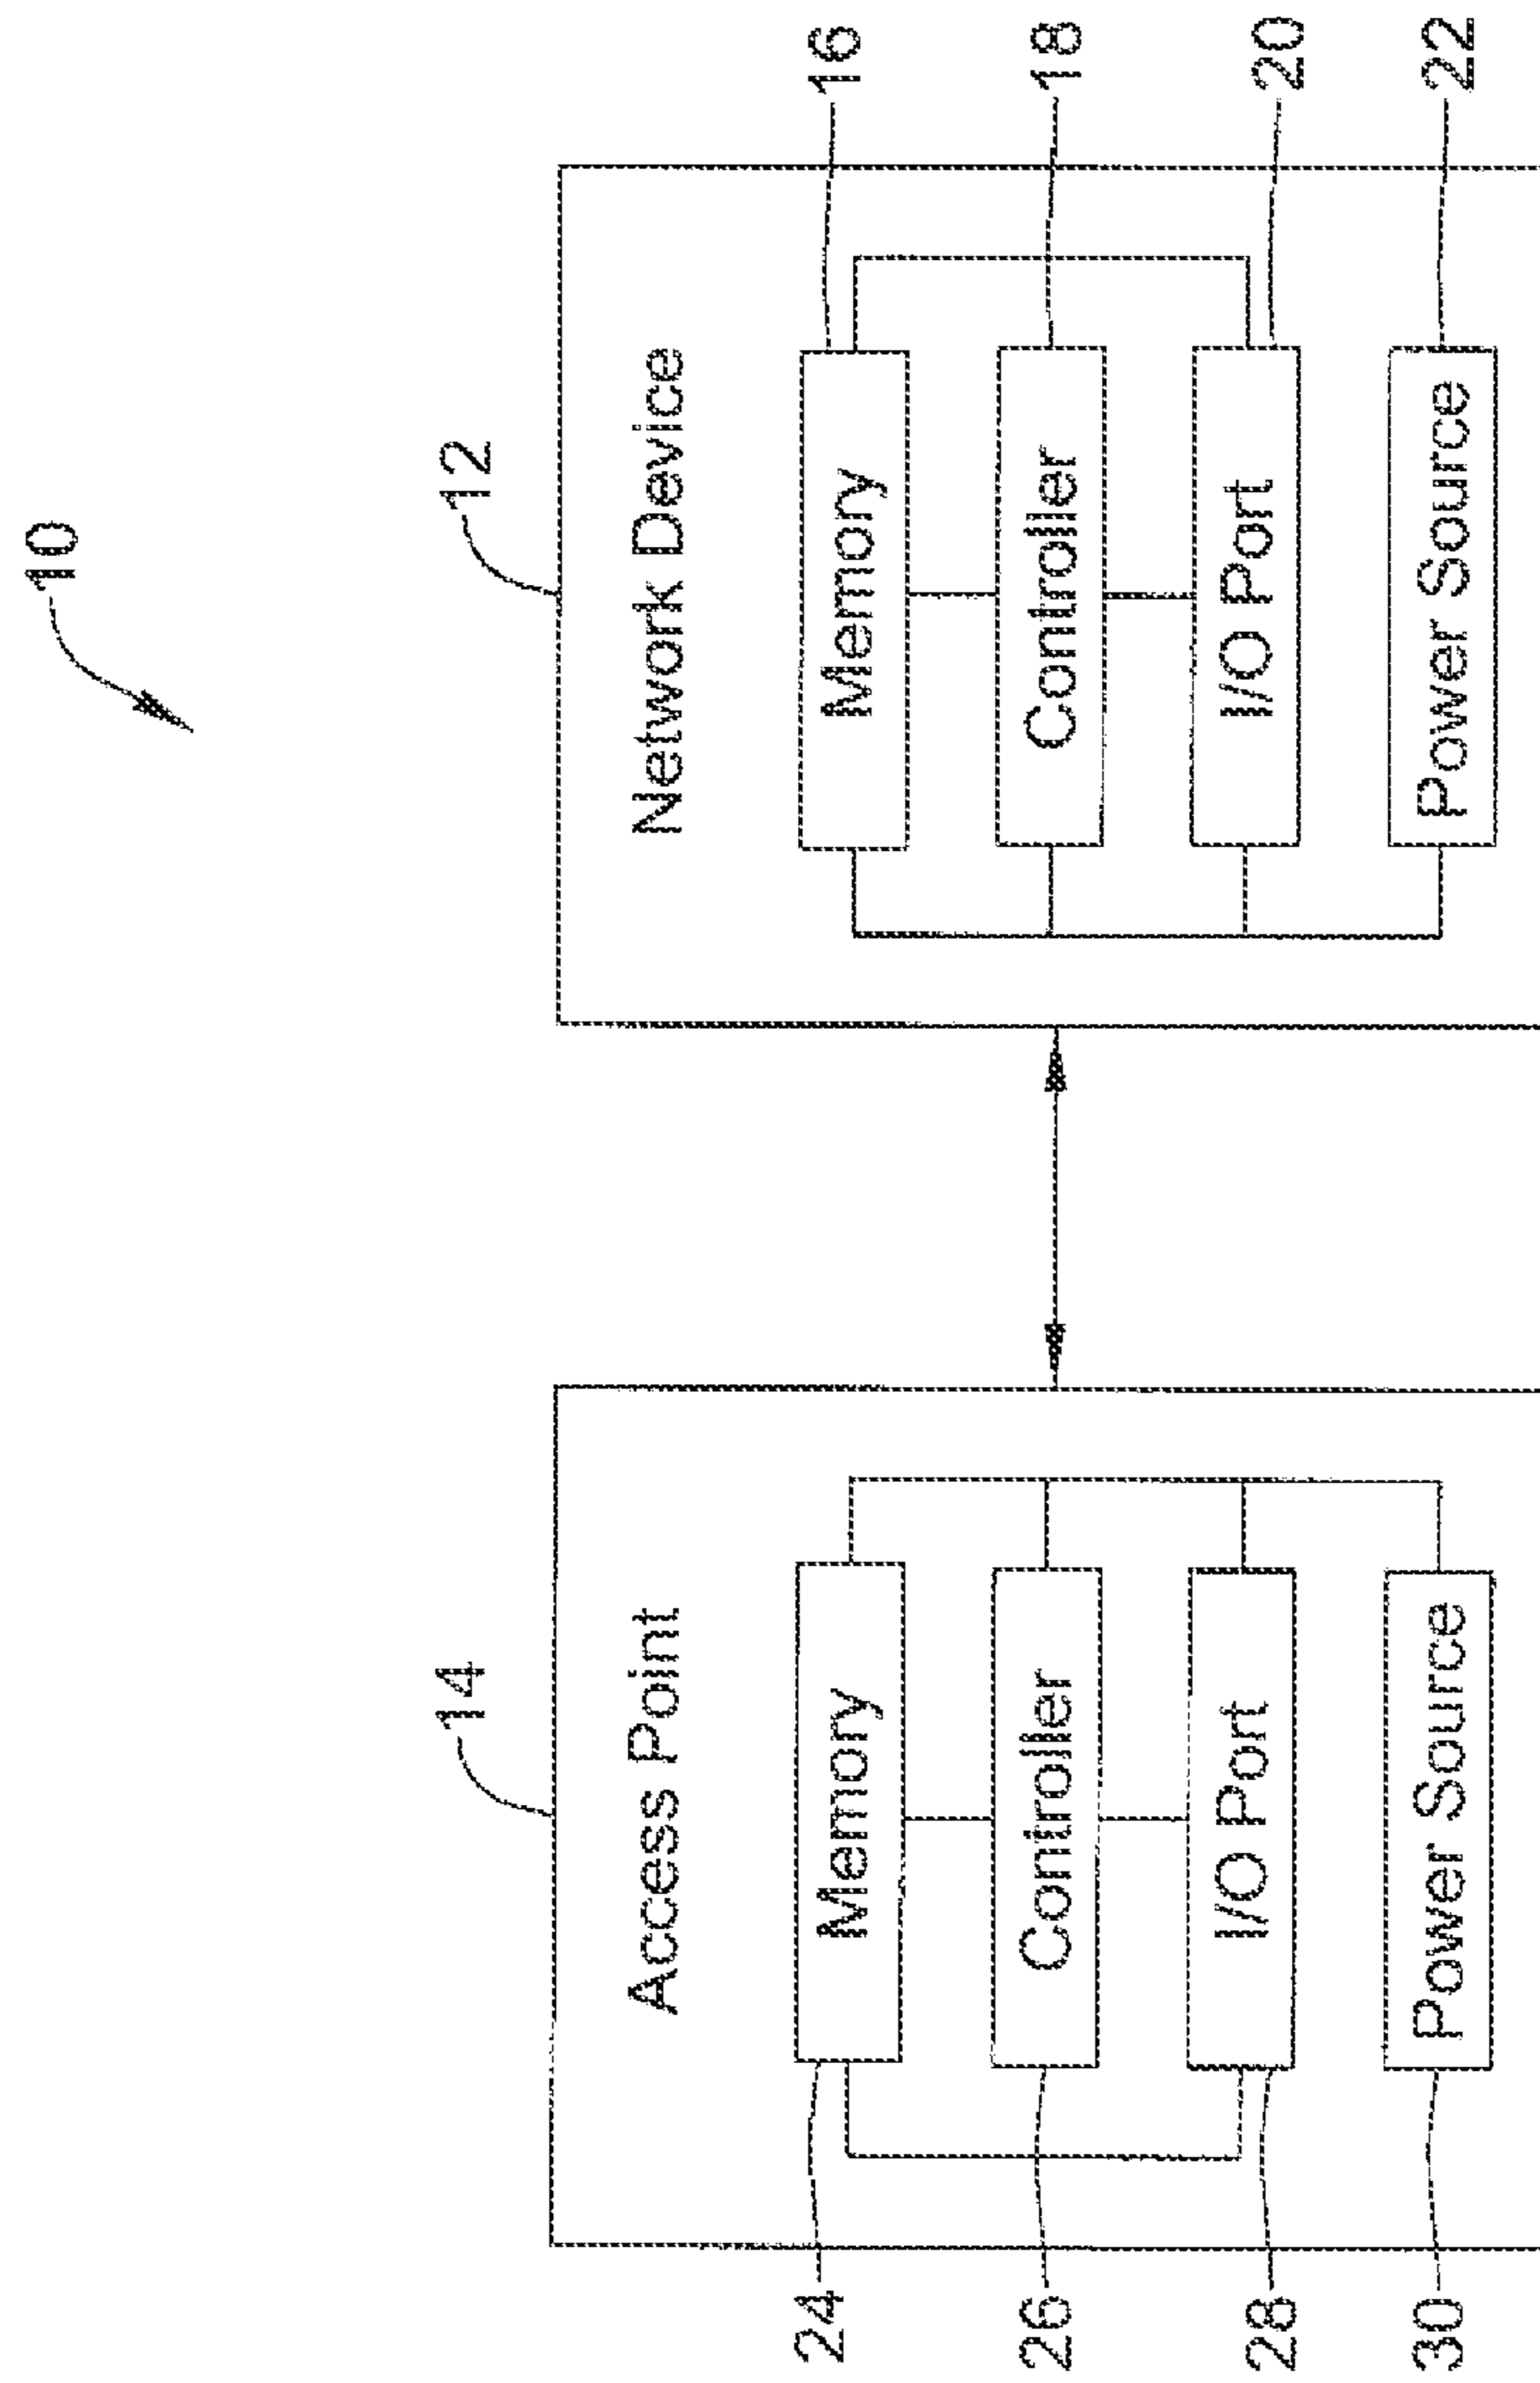 10
14
12
Access Point
Network Device
24
Memory
Memory
16
26
Controller
Controller
18
28
I/O Port
I/O Port
20
30
Power Source
Power Source
22